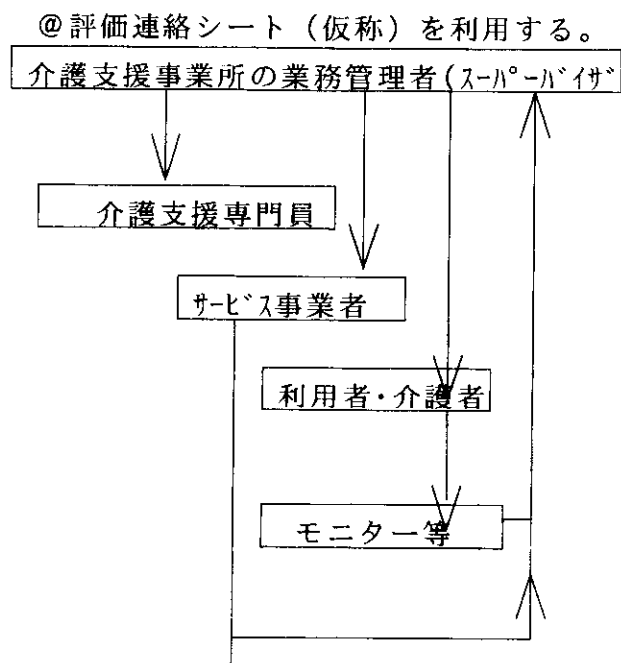 @評価連絡シート（仮称）を利用する。
介護支援事業所の業務管理者(ｽｰﾊﾟｰﾊﾞｲｻﾞ
介護支援専門員
ｻｰﾋﾞｽ事業者
利用者・介護者
モニター等